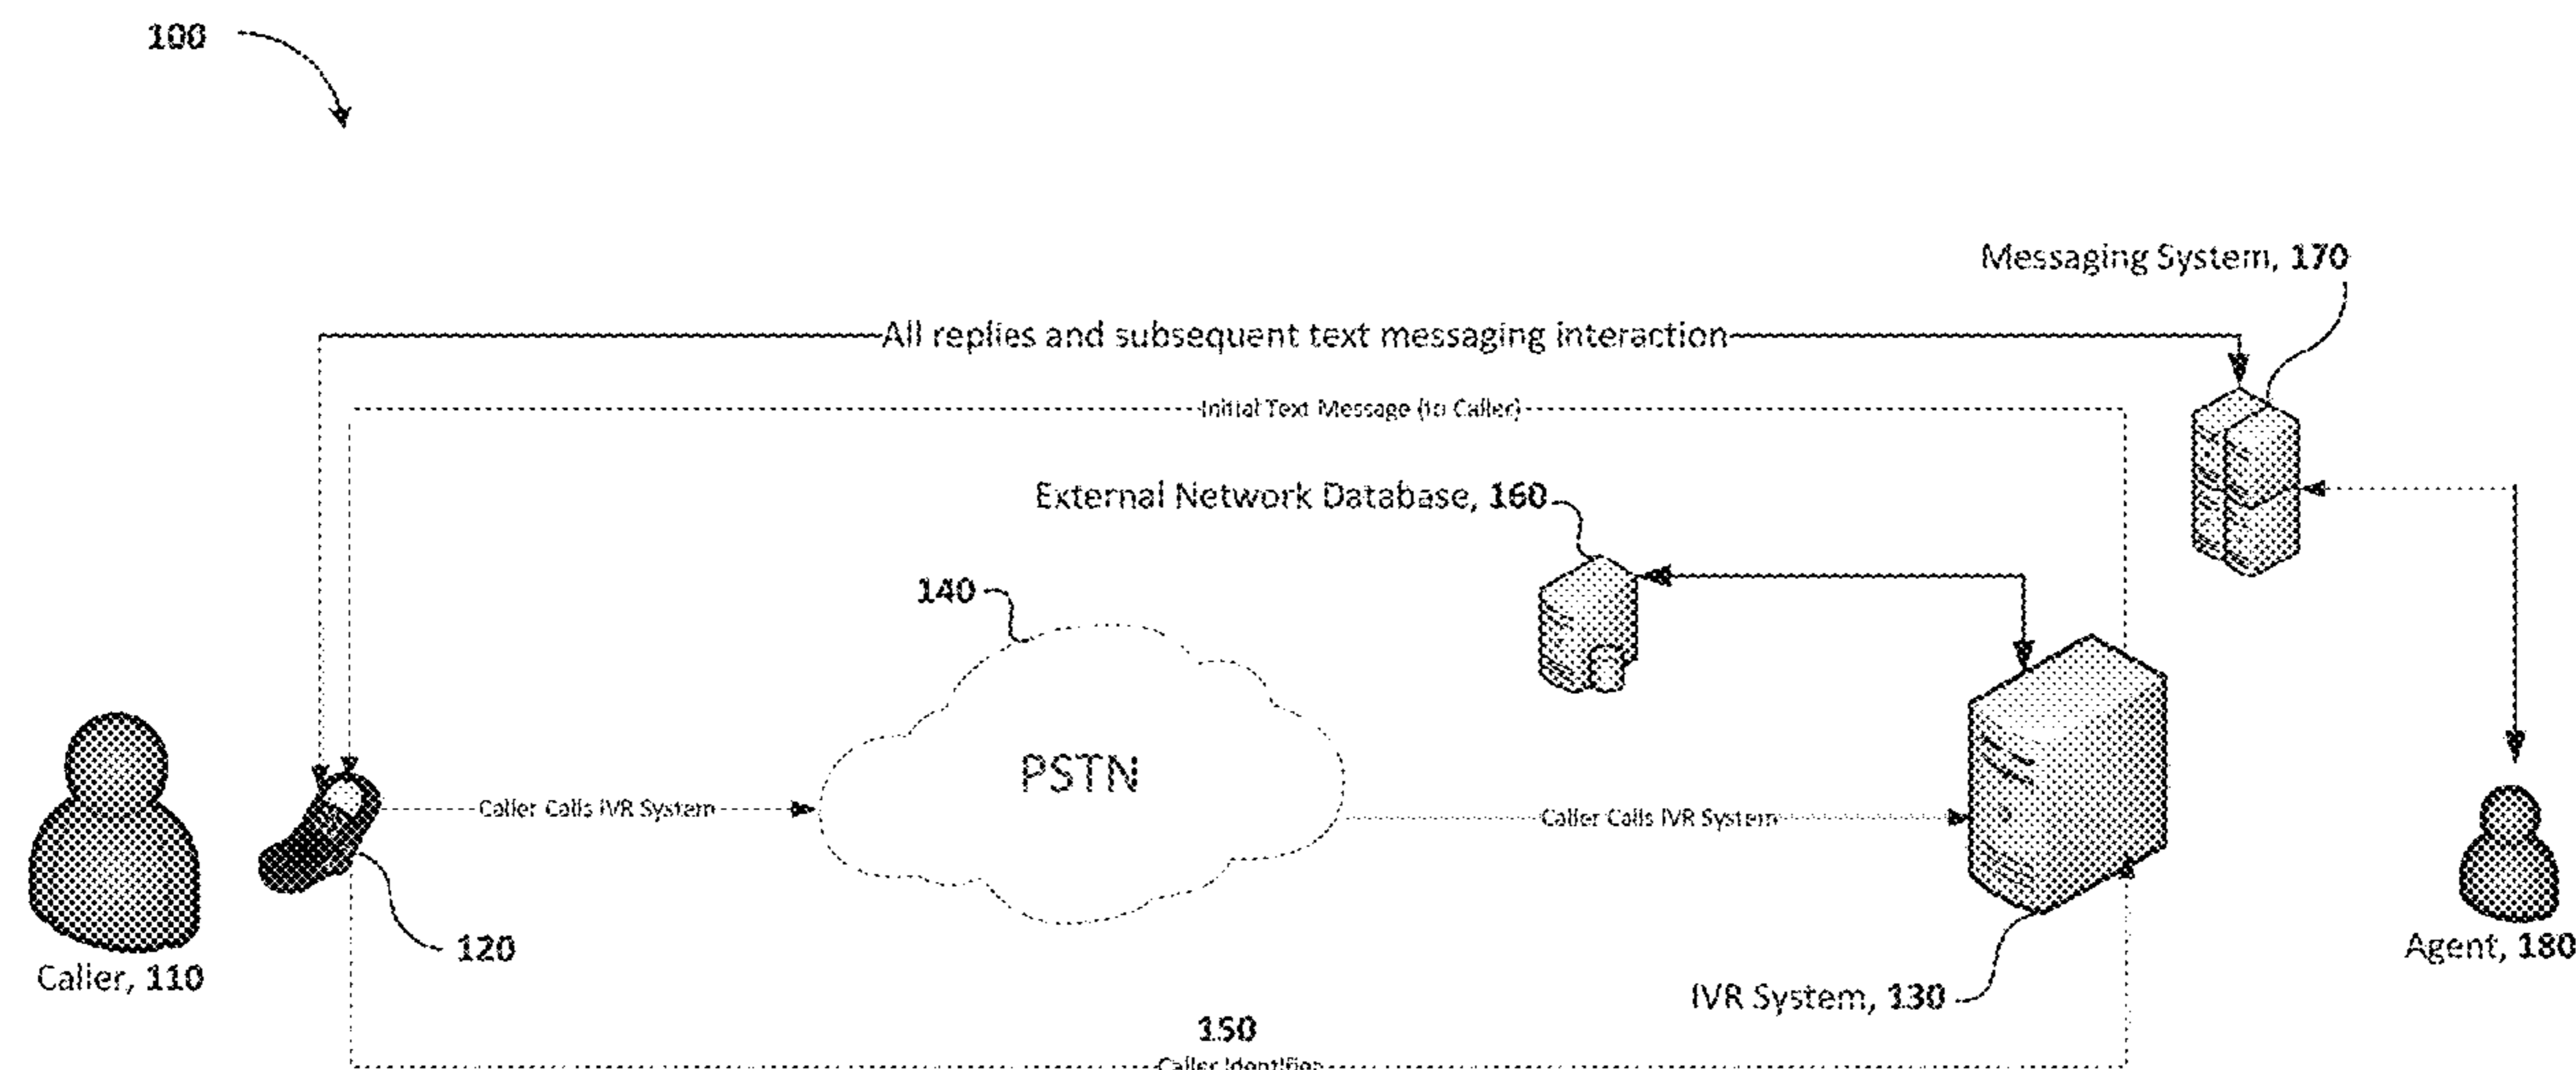 100
Messaging System, 170
All replies and subsequent text messaging interaction
Initial Text Message (to Caller)
External Network Database, 160
140
PSTN
Caller Calls IVR System
Caller Calls IVR System
120
Caller, 110
Agent, 180
IVR System, 130
150
Caller Identifier